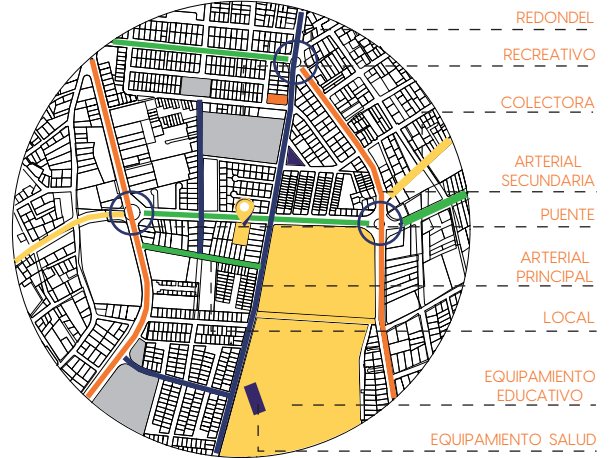 REDONDEL
RECREATIVO
COLECTORA
ARTERIAL
SECUNDARIA
PUENTE
ARTERIAL
PRINCIPAL
LOCAL
EQUIPAMIENTO
EDUCATIVO
EQUIPAMIENTO SALUD